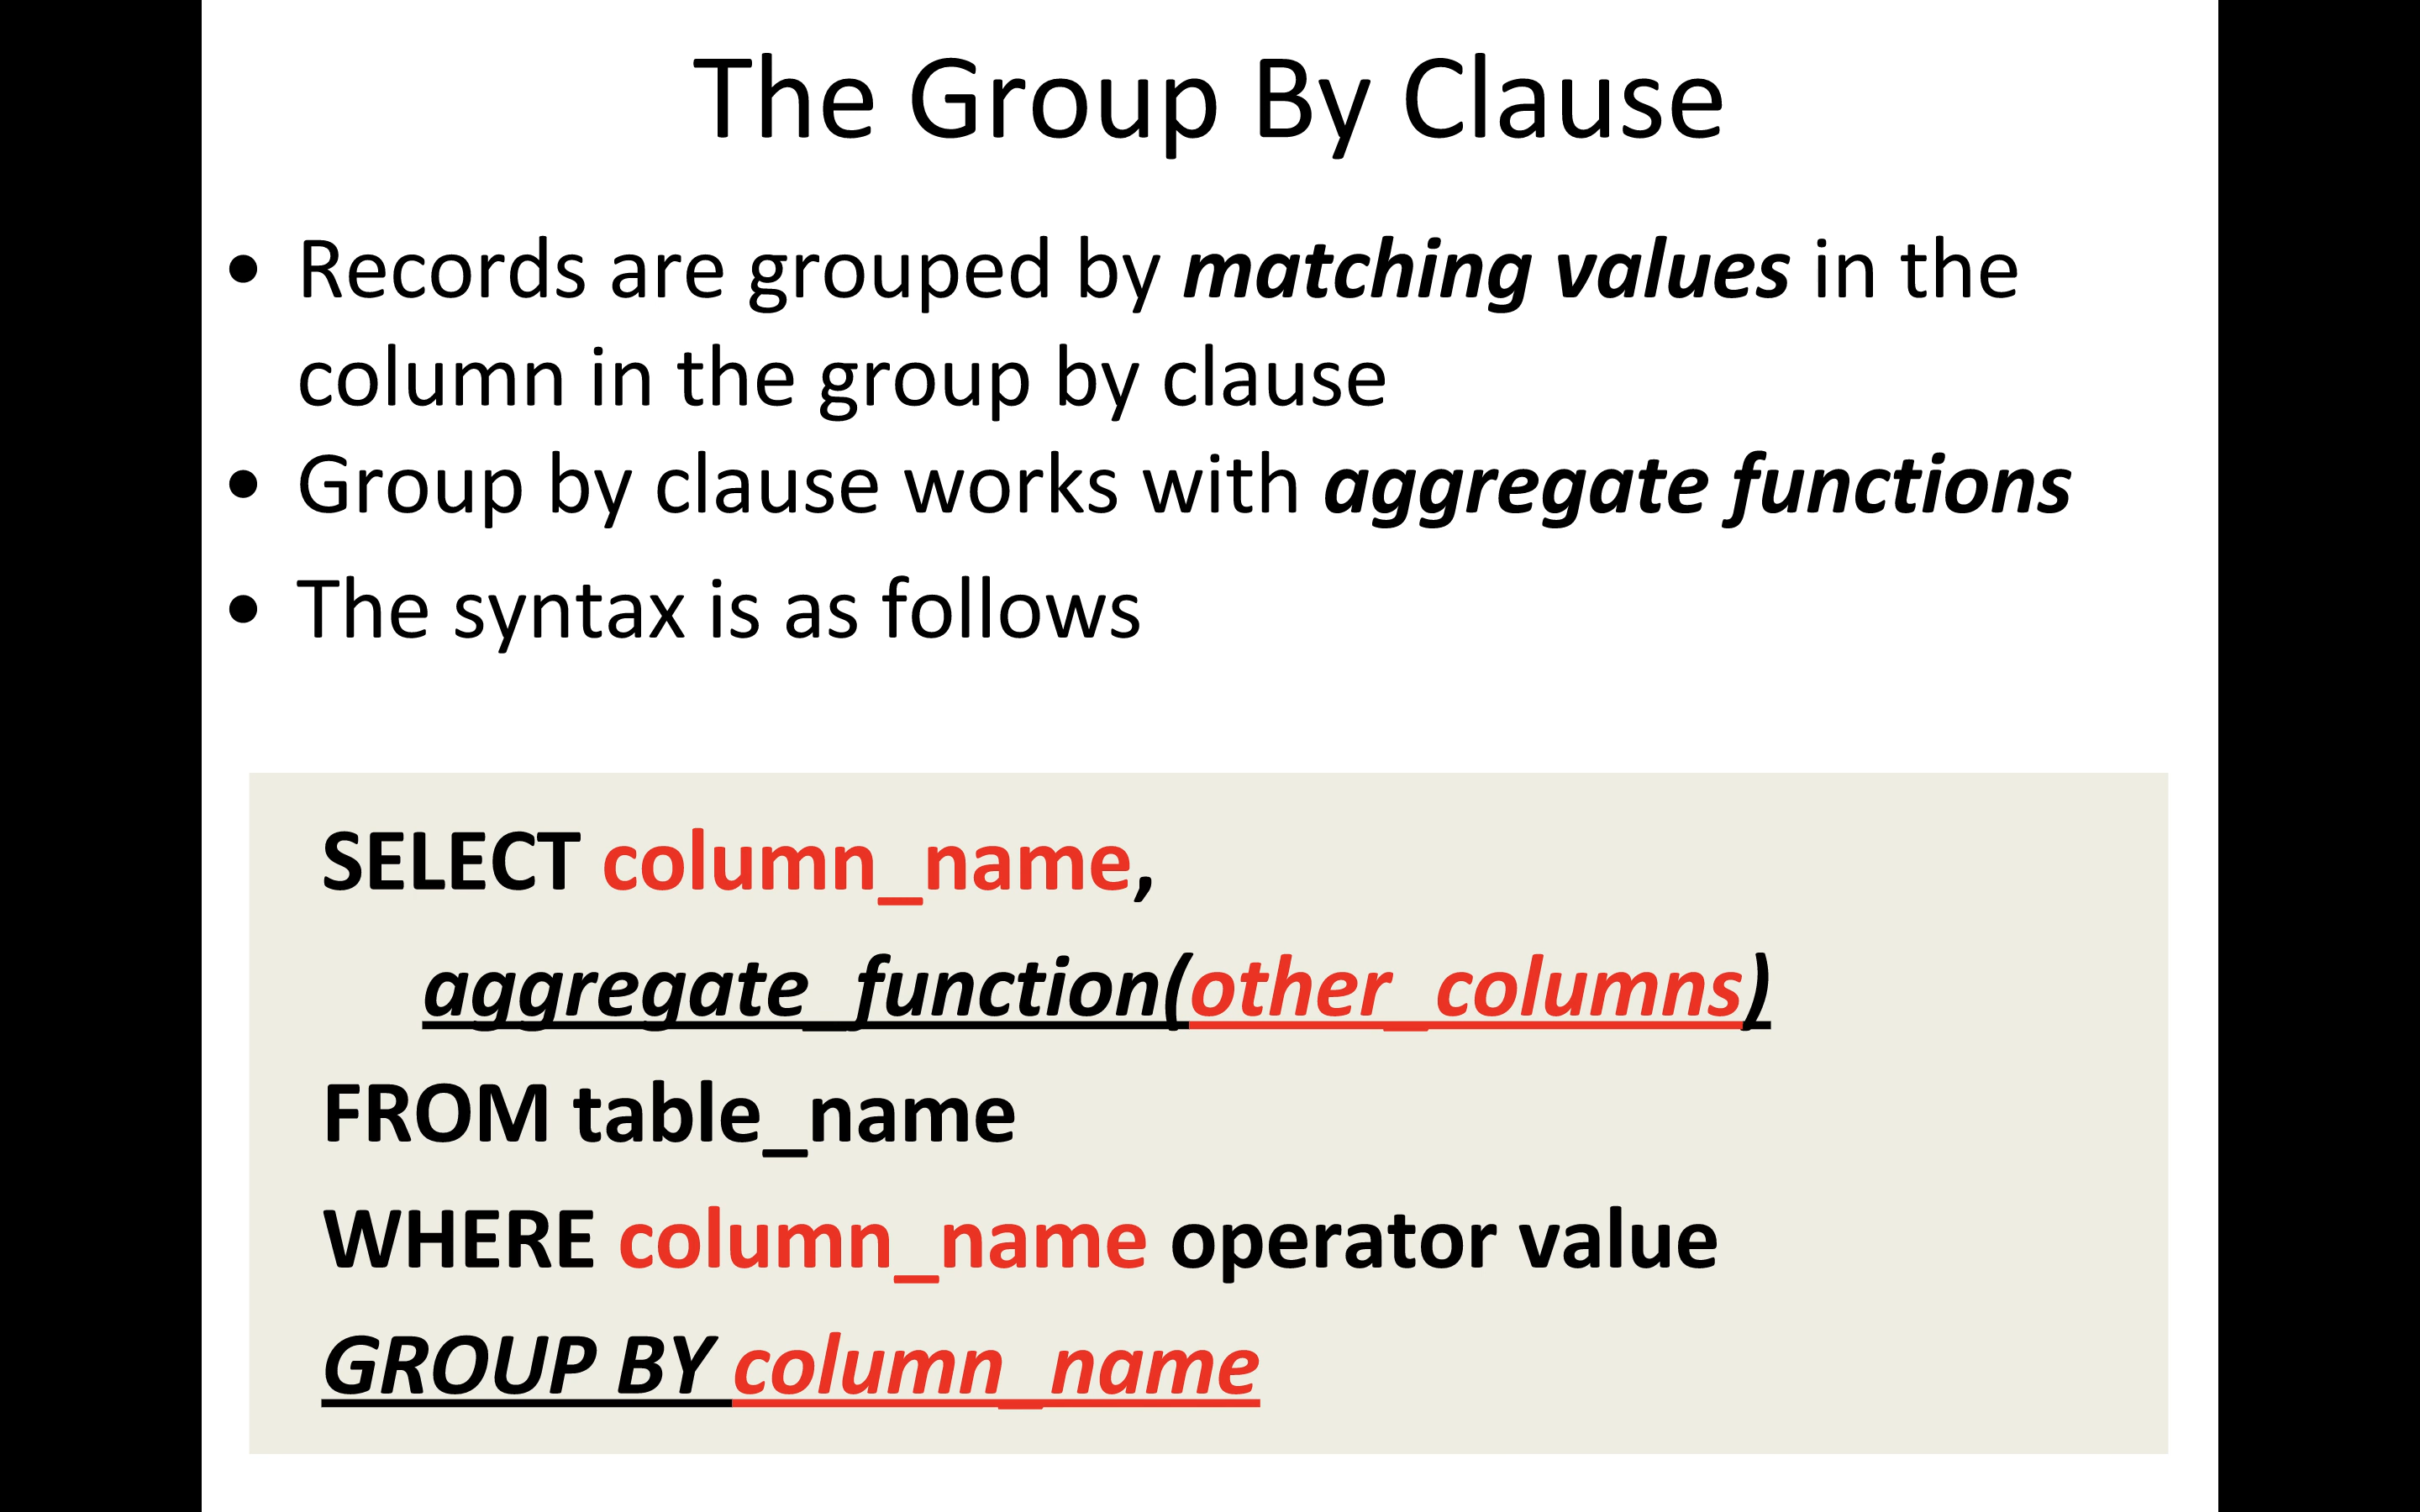 The Group By Clause
• Records are grouped by matching values in the
column in the group by clause
• Group by clause works with aggregate functions
• The syntax is as follows
SELECT column_name,
aggregate_function(other_columns)
FROM table_name
WHERE column_name operator value
GROUP BY column_name